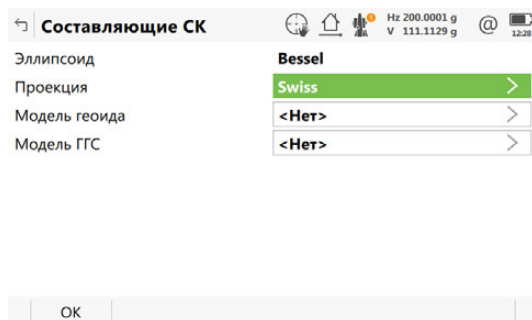 Составляющие СК
Hz 200.0001 g
V 111.1129 g
@
12:28
Эллипсоид Bessel
Проекция Swiss
Модель геоида <Нет>
Модель ГГС <Нет>
OK